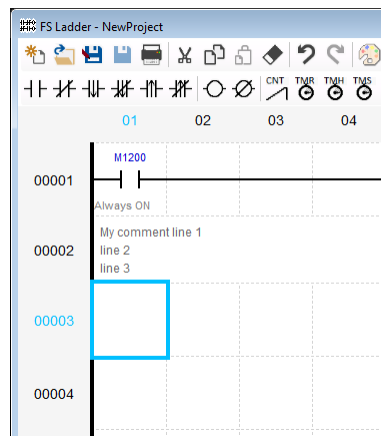 FS Ladder - NewProject
CNT TMR TMH TMS
01 02 03 04
M1200
00001
Always ON
My comment line 1
00002 line 2
line 3
00003
00004